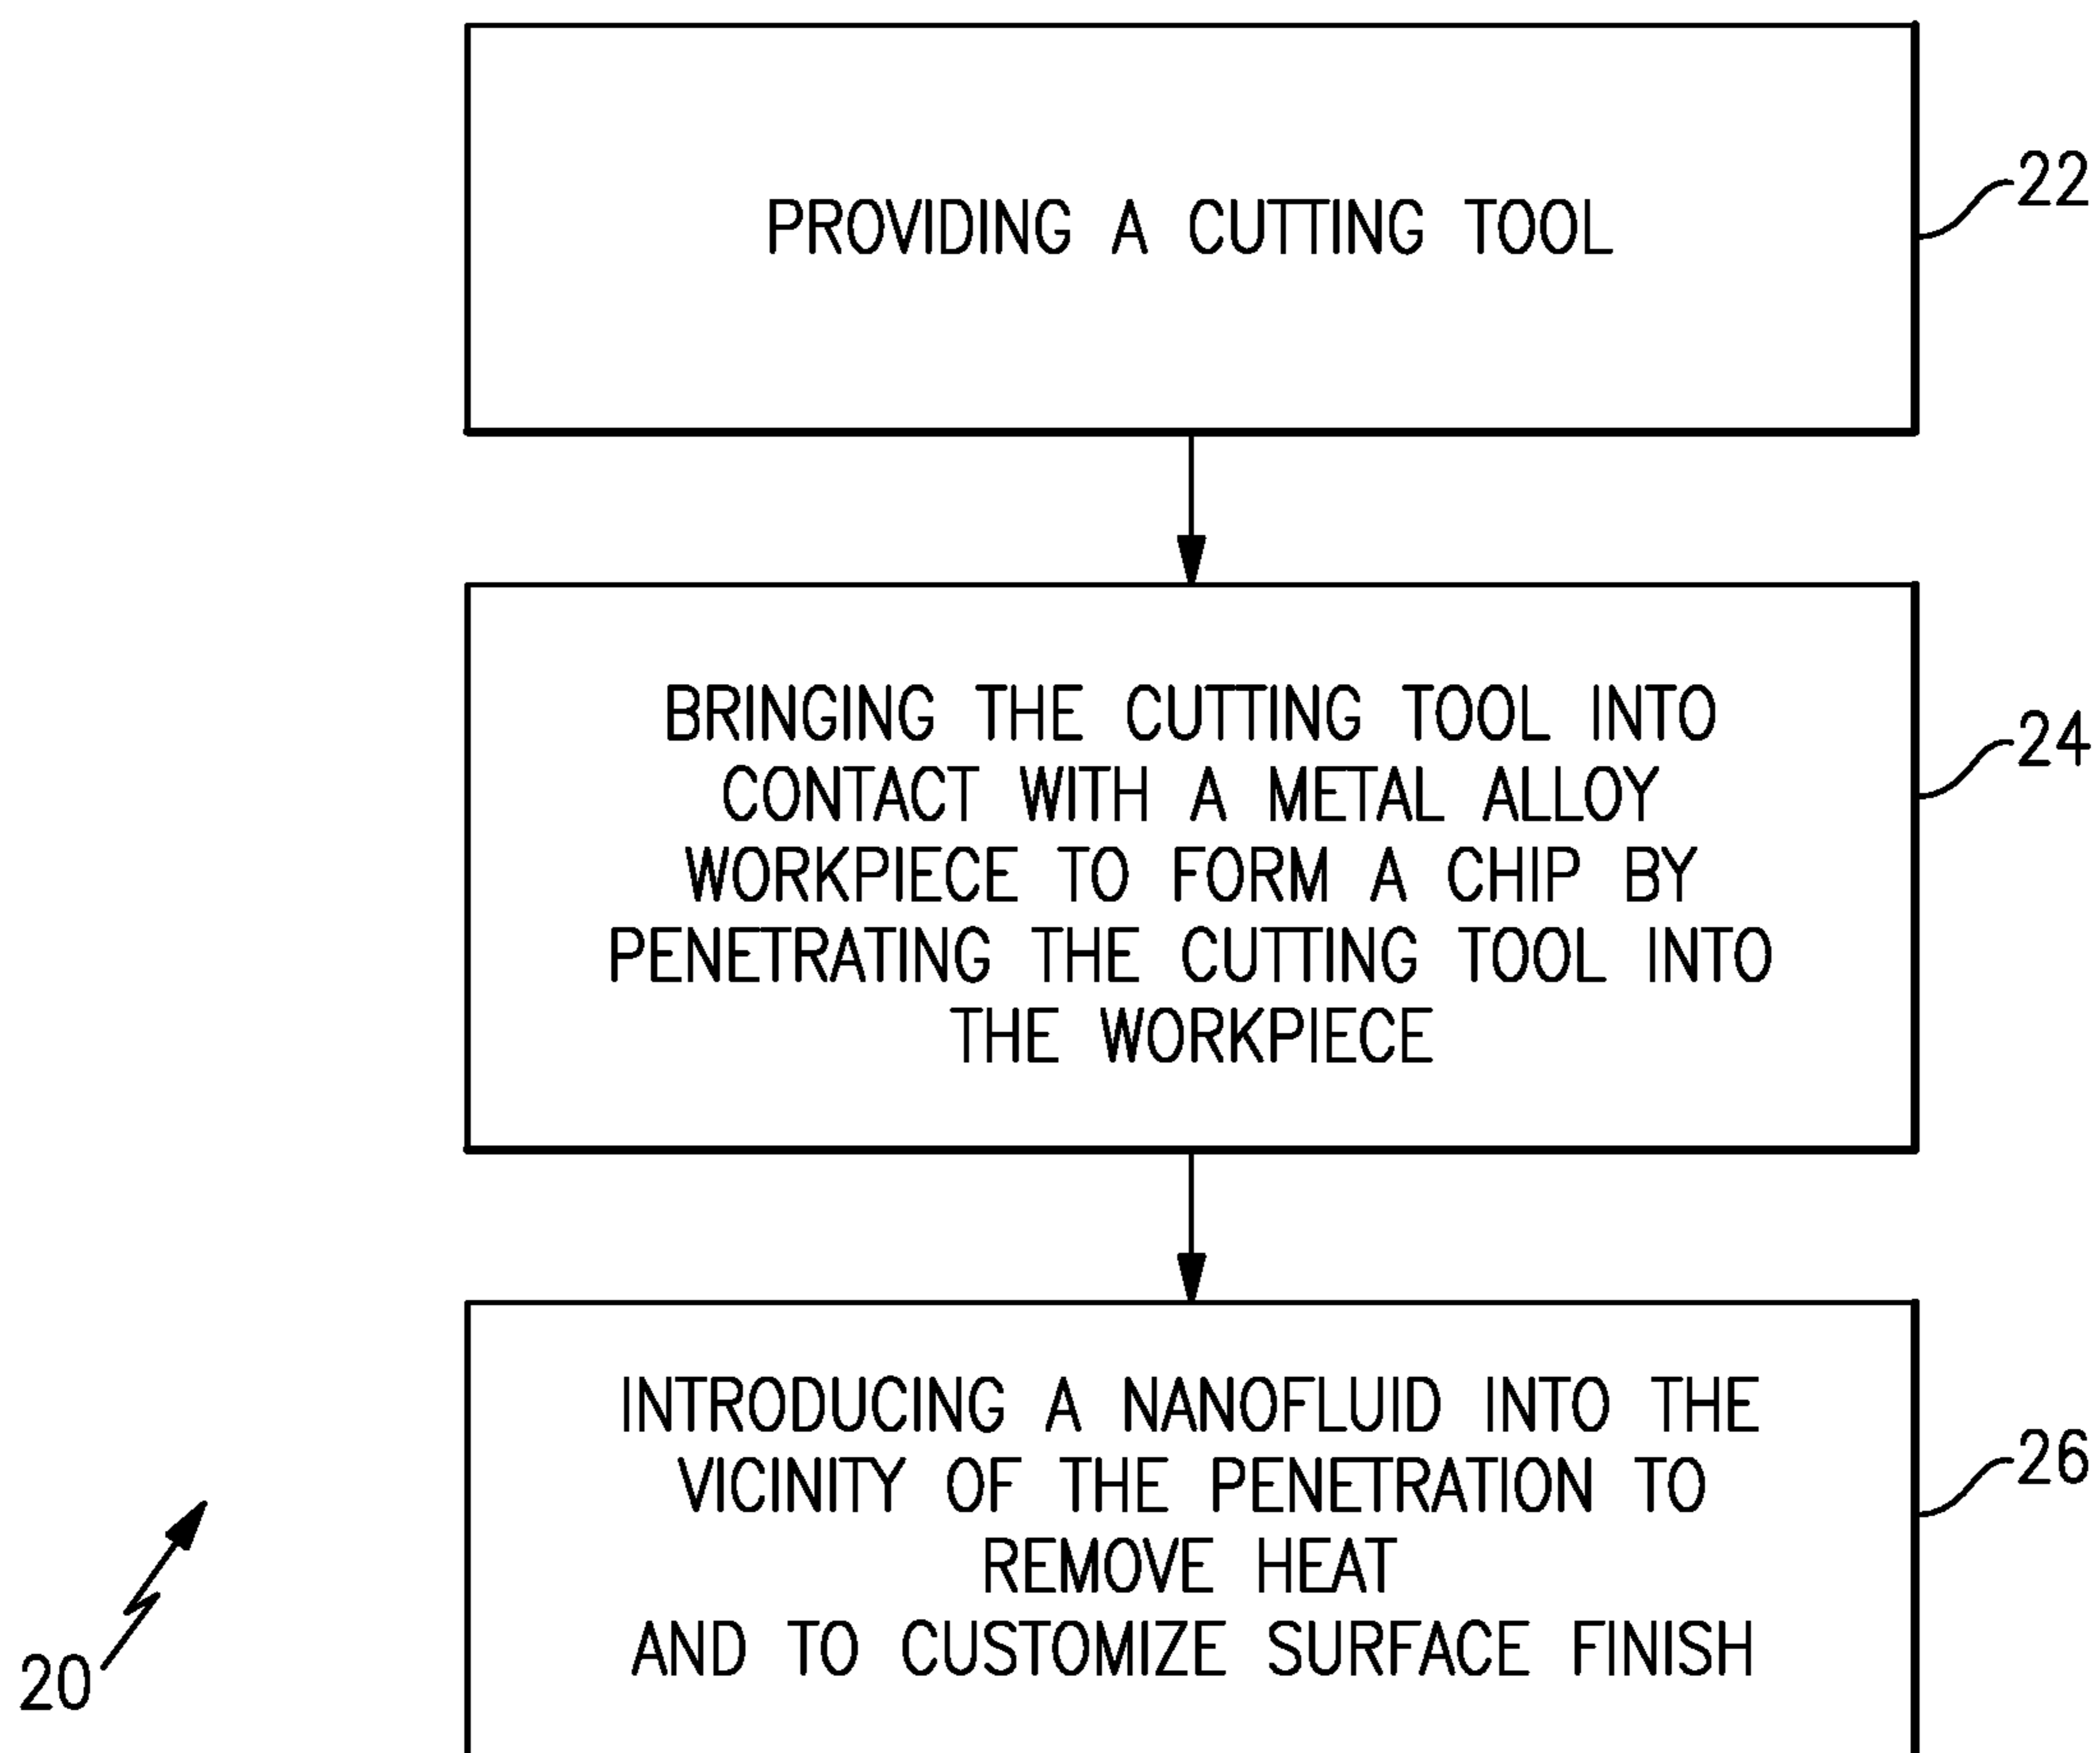 PROVIDING A CUTTING TOOL
22
BRINGING THE CUTTING TOOL INTO
CONTACT WITH A METAL ALLOY
WORKPIECE TO FORM A CHIP BY
PENETRATING THE CUTTING TOOL INTO
THE WORKPIECE
24
INTRODUCING A NANOFLUID INTO THE
VICINITY OF THE PENETRATION TO
REMOVE HEAT
AND TO CUSTOMIZE SURFACE FINISH
26
20